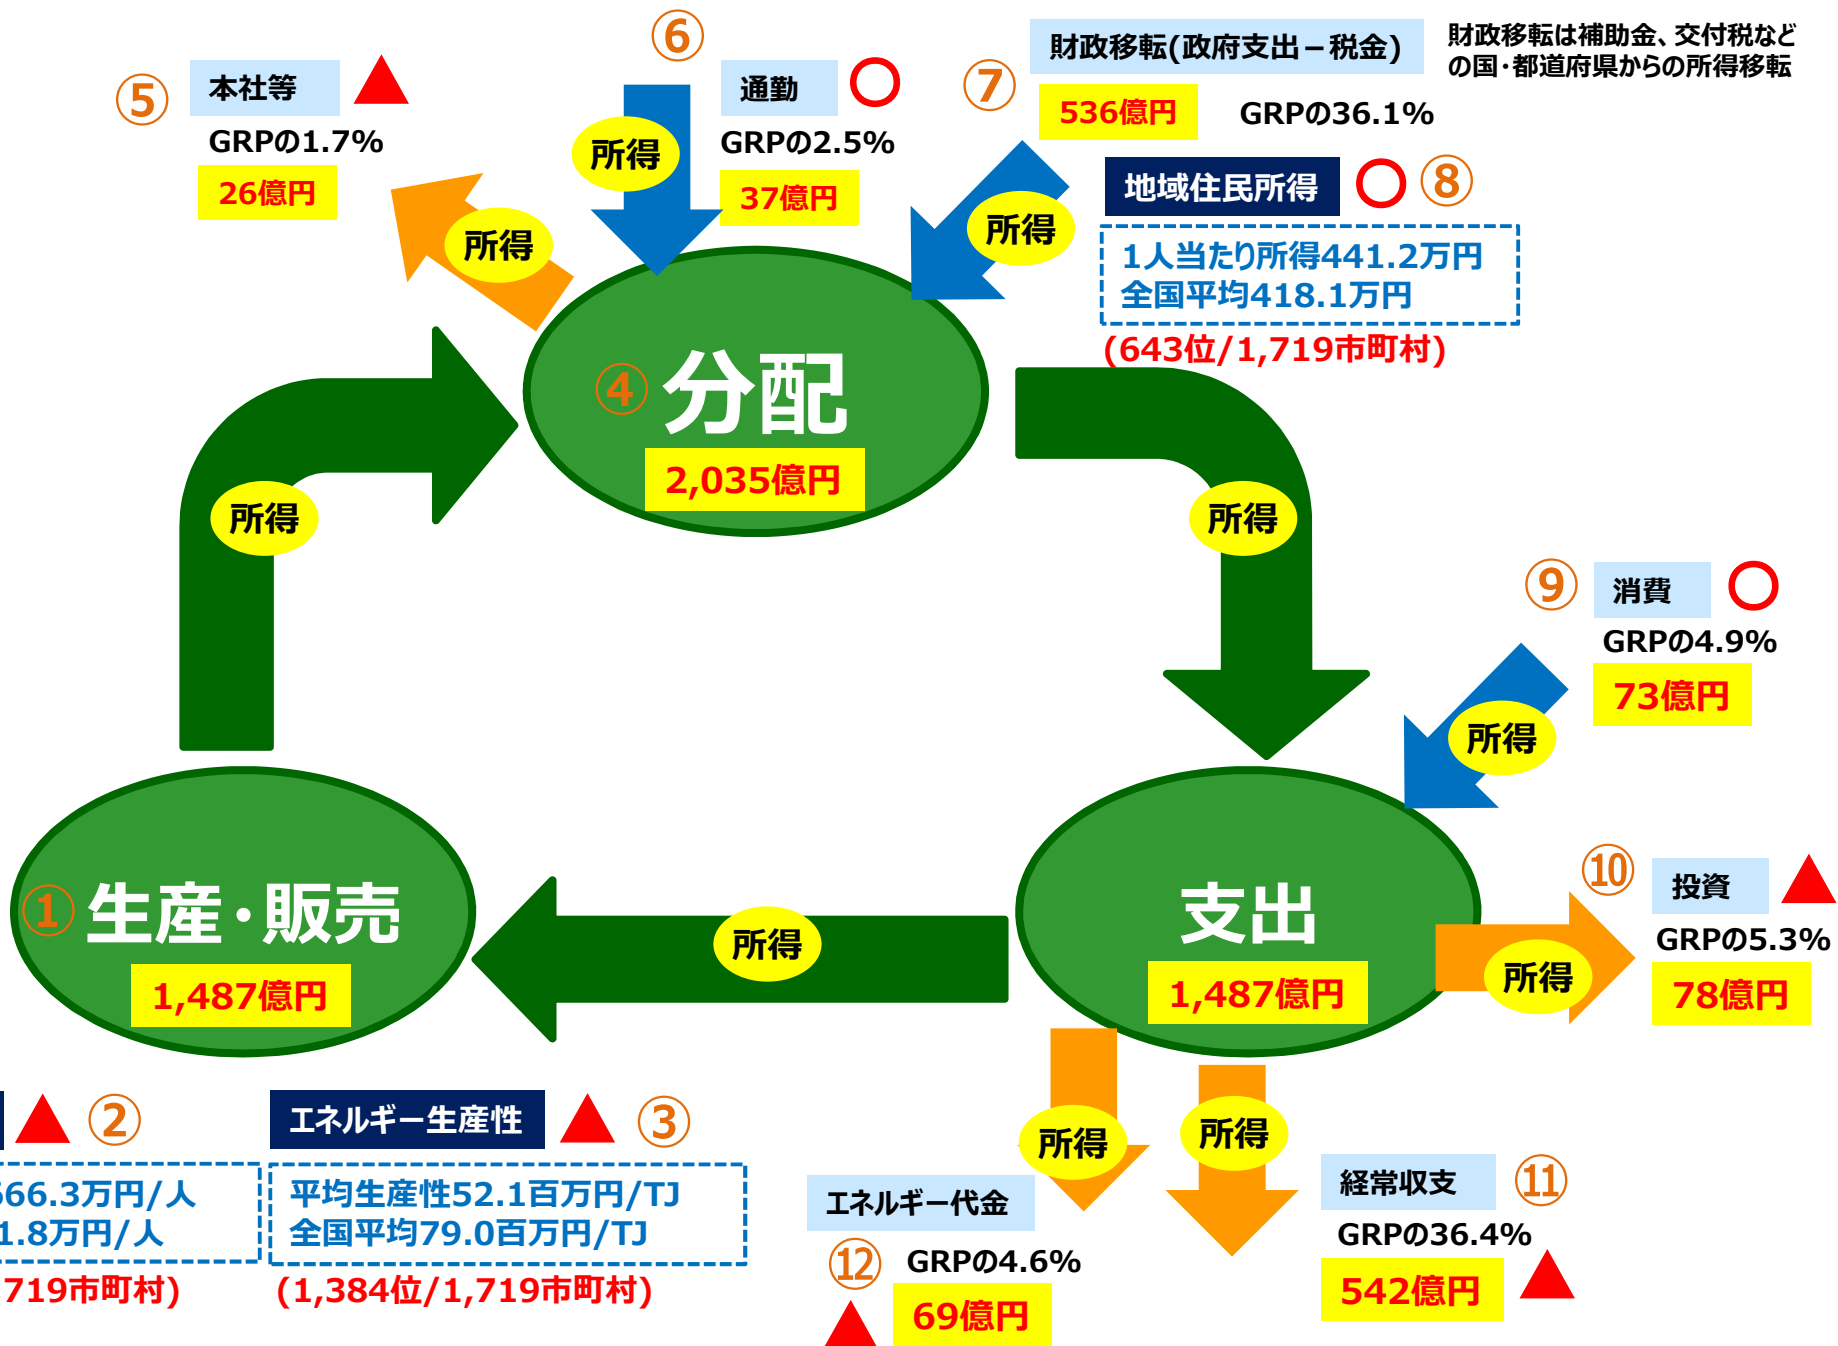 ⑥
⑦
財政移転(政府支出－税金)
財政移転は補助金、交付税など
の国・都道府県からの所得移転
⑤
本社等
▲
GRPの1.7%
26億円
通勤
○
GRPの2.5%
37億円
536億円
GRPの36.1%
地域住民所得
○
⑧
1人当たり所得441.2万円
全国平均418.1万円
(643位/1,719市町村)
所得
所得
所得
④
分配
2,035億円
所得
所得
⑨
消費
○
GRPの4.9%
73億円
所得
①
生産・販売
1,487億円
所得
支出
1,487億円
⑩
投資
▲
GRPの5.3%
78億円
所得
▲
②
66.3万円/人
1.8万円/人
719市町村)
エネルギー生産性
▲
③
平均生産性52.1百万円/TJ
全国平均79.0百万円/TJ
(1,384位/1,719市町村)
所得
所得
エネルギー代金
⑫
GRPの4.6%
▲
69億円
経常収支
⑪
GRPの36.4%
542億円
▲